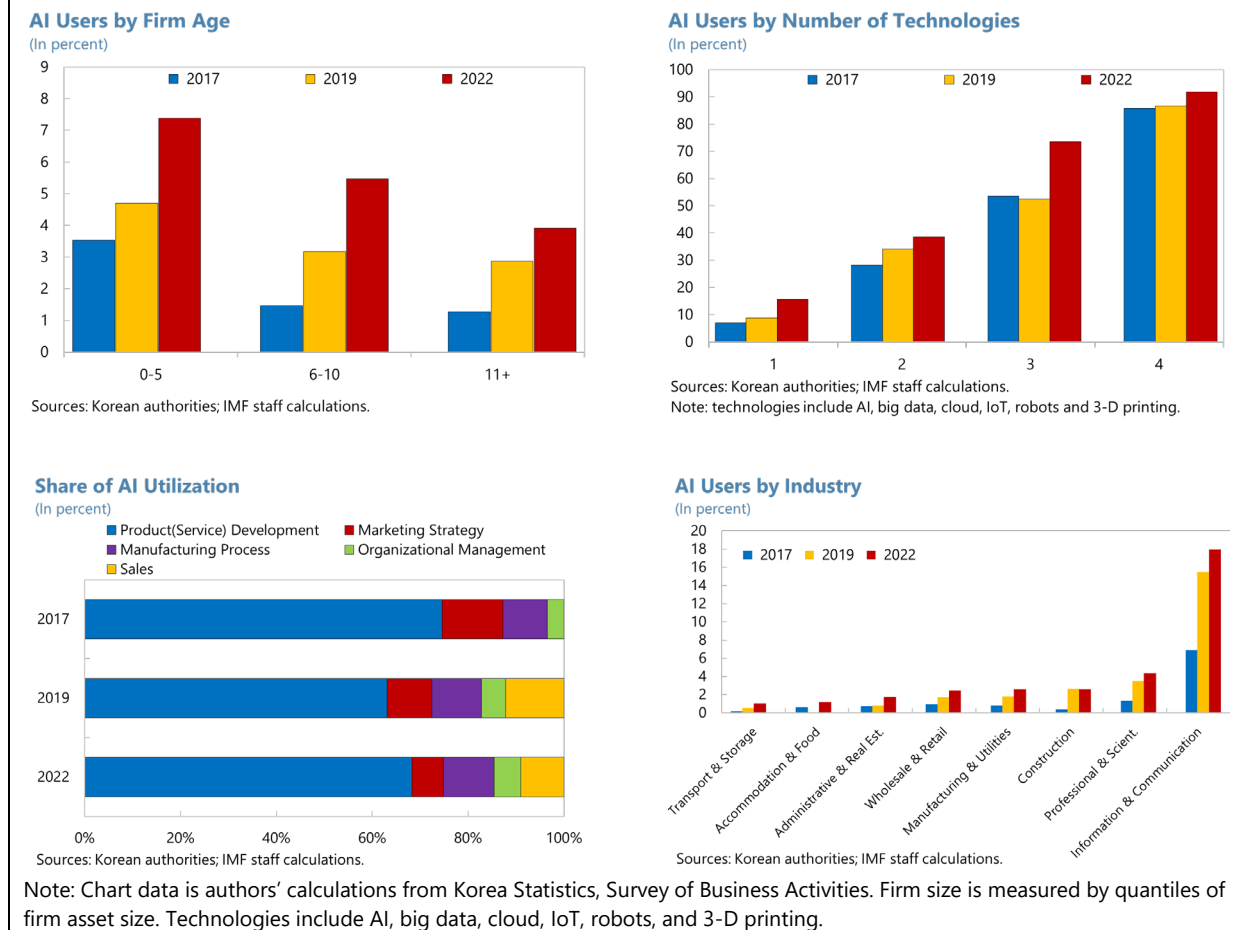 AI Users by Firm Age
(In percent)
9
8
7
6
5
4
3
2
1
0
2017
2019
2022
0-5
6-10
11+
Sources: Korean authorities; IMF staff calculations.
AI Users by Number of Technologies
(In percent)
100
90
80
70
60
50
40
30
20
10
0
2017
2019
2022
1
2
3
4
Sources: Korean authorities; IMF staff calculations.
Note: technologies include AI, big data, cloud, IoT, robots and 3-D printing.
Share of AI Utilization
(In percent)
Product(Service) Development
Marketing Strategy
Manufacturing Process
Organizational Management
Sales
2017
2019
2022
0%
20%
40%
60%
80%
100%
Sources: Korean authorities; IMF staff calculations.
AI Users by Industry
(In percent)
20
18
16
14
12
10
8
6
4
2
0
2017
2019
2022
Transport & Storage
Accommodation & Food
Administrative & Real Est.
Wholesale & Retail
Manufacturing & Utilities
Construction
Professional & Scient.
Information & Communication
Sources: Korean authorities; IMF staff calculations.
Note: Chart data is authors' calculations from Korea Statistics, Survey of Business Activities. Firm size is measured by quantiles of
firm asset size. Technologies include AI, big data, cloud, IoT, robots, and 3-D printing.